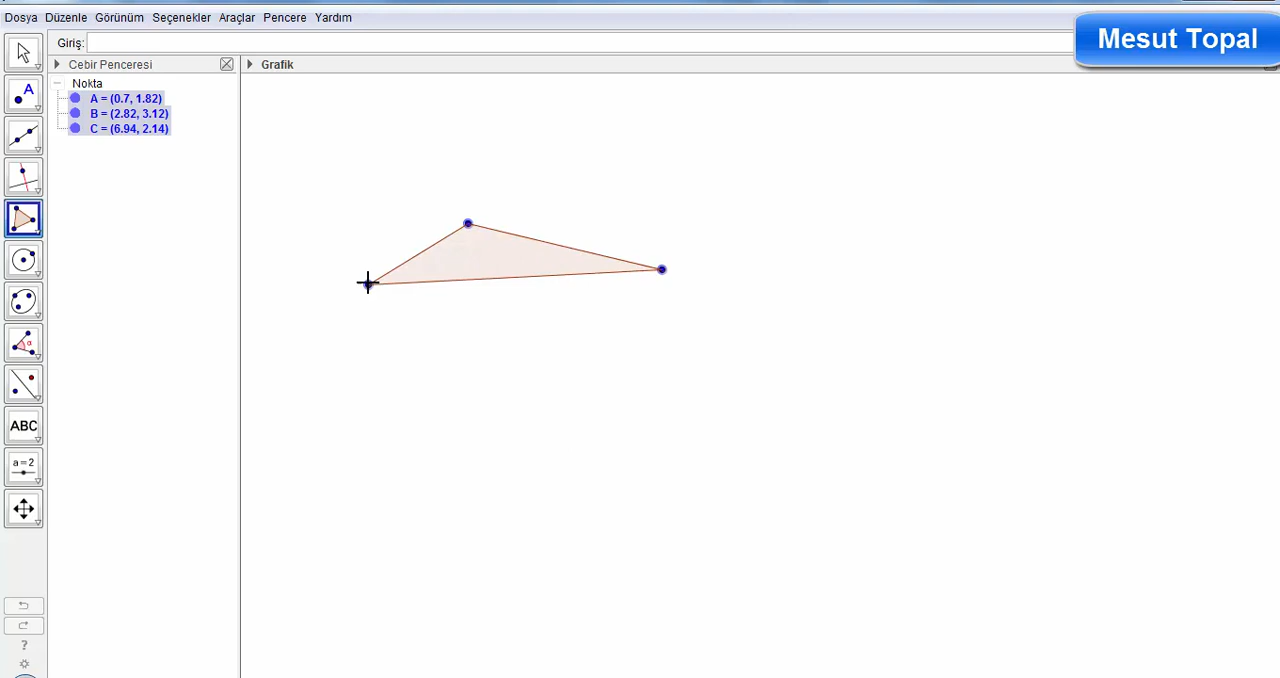 Dosya Düzenle Görünüm Seçenekler Araçlar Pencere Yardım
Mesut Topal
Giriş:
Cebir Penceresi
Grafik
Nokta
A = (0.7, 1.82)
B = (2.82, 3.12)
C = (6.94, 2.14)
A
α
ABC
a=2
?